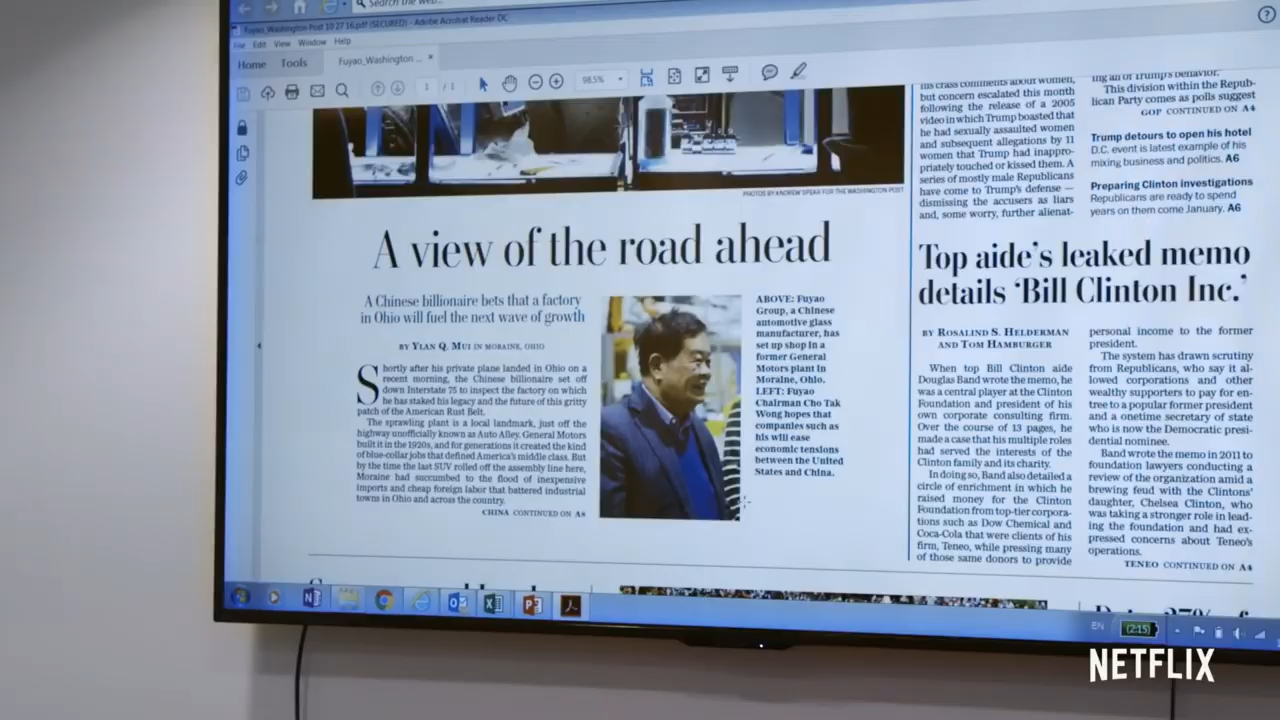 Search the web...
Fuyao_Washington Post 10 27 16.pdf (SECURED) - Adobe Acrobat Reader DC
File Edit View Window Help
Home Tools Fuyao_Washington ... ×
1 / 1 98.5%
PHOTOS BY ANDREW SPEAR FOR THE WASHINGTON POST
A view of the road ahead
A Chinese billionaire bets that a factory
in Ohio will fuel the next wave of growth
BY YLAN Q. MUI IN MORAINE, OHIO
Shortly after his private plane landed in Ohio on a
recent morning, the Chinese billionaire set off
down Interstate 75 to inspect the factory on which
he has staked his legacy and the future of this gritty
patch of the American Rust Belt.
The sprawling plant is a local landmark, just off the
highway unofficially known as Auto Alley. General Motors
built it in the 1920s, and for generations it created the kind
of blue-collar jobs that defined America's middle class. But
by the time the last SUV rolled off the assembly line here,
Moraine had succumbed to the flood of inexpensive
imports and cheap foreign labor that battered industrial
towns in Ohio and across the country.
CHINA CONTINUED ON A8
ABOVE: Fuyao
Group, a Chinese
automotive glass
manufacturer, has
set up shop in a
former General
Motors plant in
Moraine, Ohio.
LEFT: Fuyao
Chairman Cho Tak
Wong hopes that
companies such as
his will ease
economic tensions
between the United
States and China.
his class comments about women,
but concern escalated this month
following the release of a 2005
video in which Trump boasted that
he had sexually assaulted women
and subsequent allegations by 11
women that Trump had inappro-
priately touched or kissed them. A
series of mostly male Republicans
have come to Trump's defense —
dismissing the accusers as liars
and, some worry, further alienat-
ing an of Trump's behavior.
This division within the Repub-
lican Party comes as polls suggest
GOP CONTINUED ON A4
Trump detours to open his hotel
D.C. event is latest example of his
mixing business and politics. A6
Preparing Clinton investigations
Republicans are ready to spend
years on them come January. A6
Top aide's leaked memo
details 'Bill Clinton Inc.'
BY ROSALIND S. HELDERMAN
AND TOM HAMBURGER
When top Bill Clinton aide
Douglas Band wrote the memo, he
was a central player at the Clinton
Foundation and president of his
own corporate consulting firm.
Over the course of 13 pages, he
made a case that his multiple roles
had served the interests of the
Clinton family and its charity.
In doing so, Band also detailed a
circle of enrichment in which he
raised money for the Clinton
Foundation from top-tier corpora-
tions such as Dow Chemical and
Coca-Cola that were clients of his
firm, Teneo, while pressing many
of those same donors to provide
personal income to the former
president.
The system has drawn scrutiny
from Republicans, who say it al-
lowed corporations and other
wealthy supporters to pay for en-
tree to a popular former president
and a onetime secretary of state
who is now the Democratic presi-
dential nominee.
Band wrote the memo in 2011 to
foundation lawyers conducting a
review of the organization amid a
brewing feud with the Clintons'
daughter, Chelsea Clinton, who
was taking a stronger role in lead-
ing the foundation and had ex-
pressed concerns about Teneo's
operations.
TENEO CONTINUED ON A4
EN (2:15)
NETFLIX